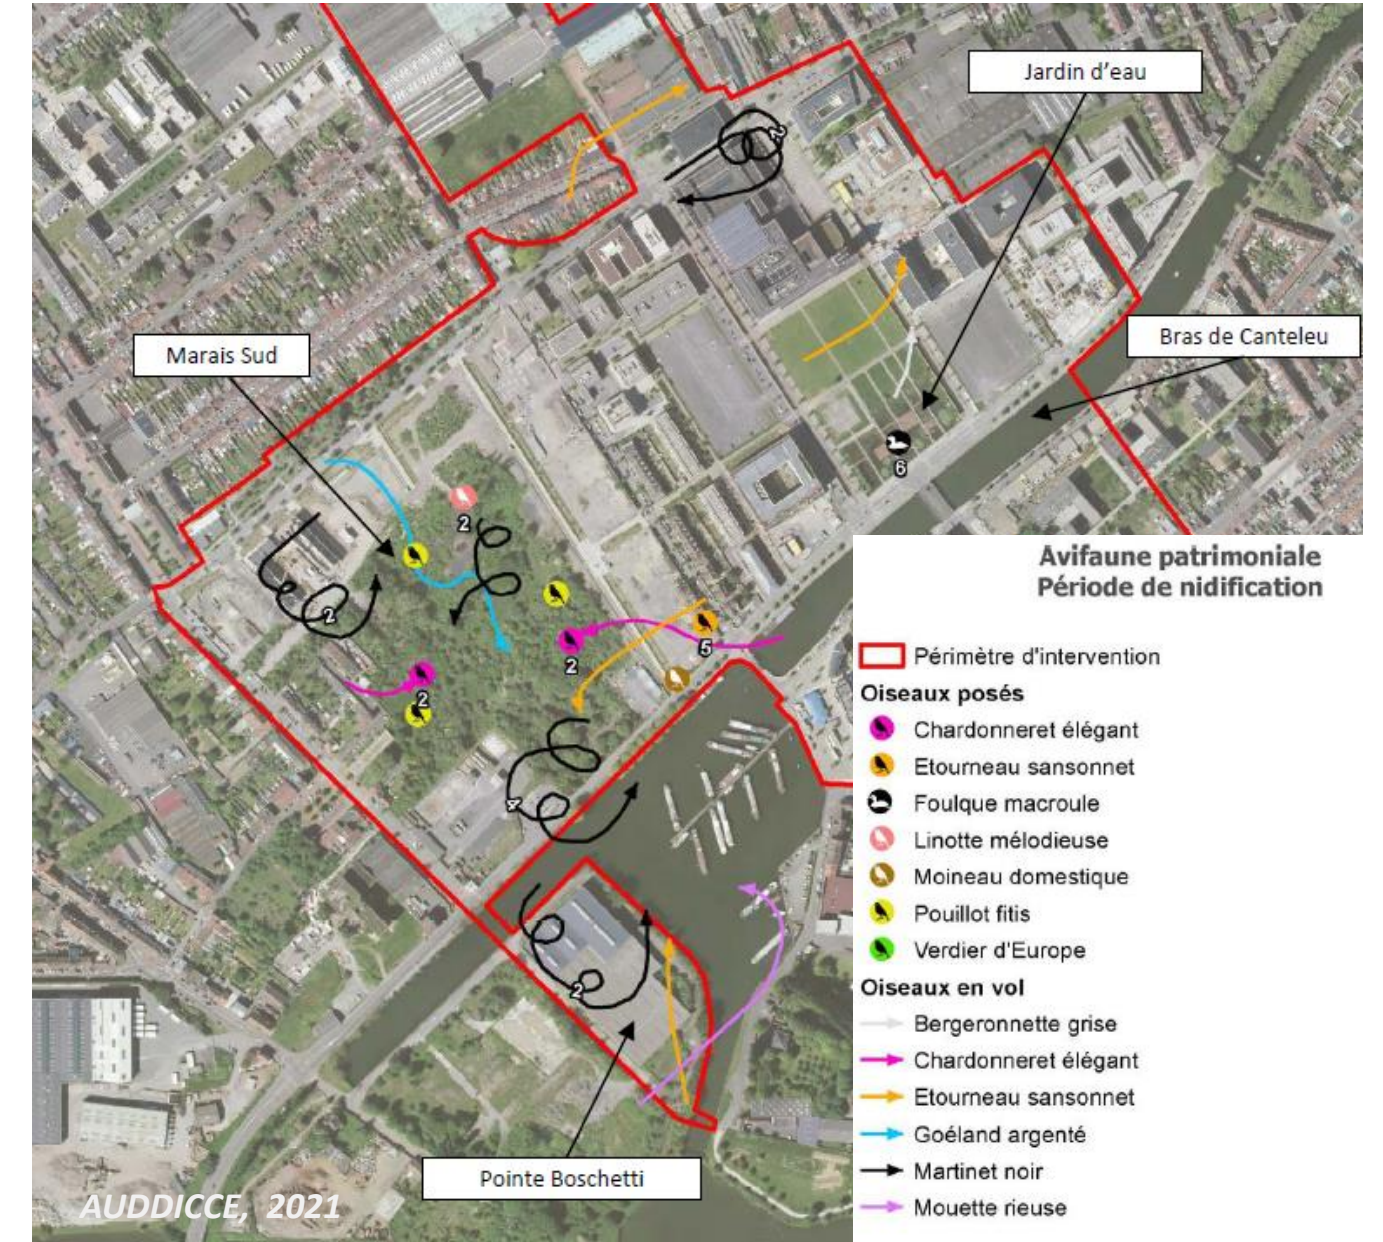 Jardin d'eau
2
Bras de Canteleu
Marais Sud
6
2
2
5
2
2
4
2
Pointe Boschetti
AUDDICCE, 2021
Avifaune patrimoniale
Période de nidification
Périmètre d'intervention
Oiseaux posés
Chardonneret élégant
Etourneau sansonnet
Foulque macroule
Linotte mélodieuse
Moineau domestique
Pouillot fitis
Verdier d'Europe
Oiseaux en vol
Bergeronnette grise
Chardonneret élégant
Etourneau sansonnet
Goéland argenté
Martinet noir
Mouette rieuse